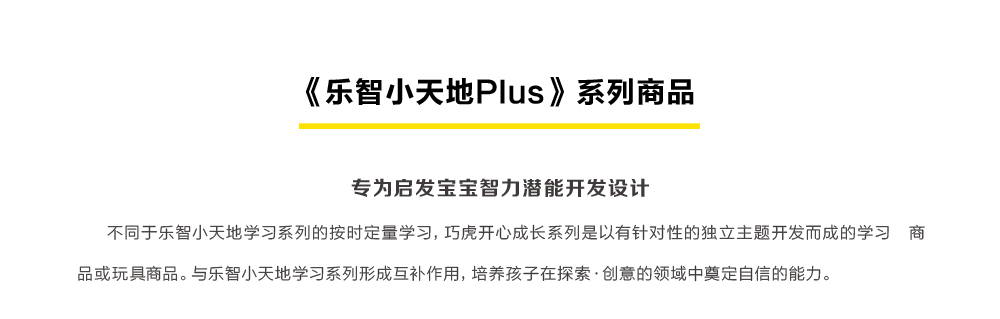 《乐智小天地Plus》系列商品
专为启发宝宝智力潜能开发设计
不同于乐智小天地学习系列的按时定量学习，巧虎开心成长系列是以有针对性的独立主题开发而成的学习　商
品或玩具商品。与乐智小天地学习系列形成互补作用，培养孩子在探索·创意的领域中奠定自信的能力。